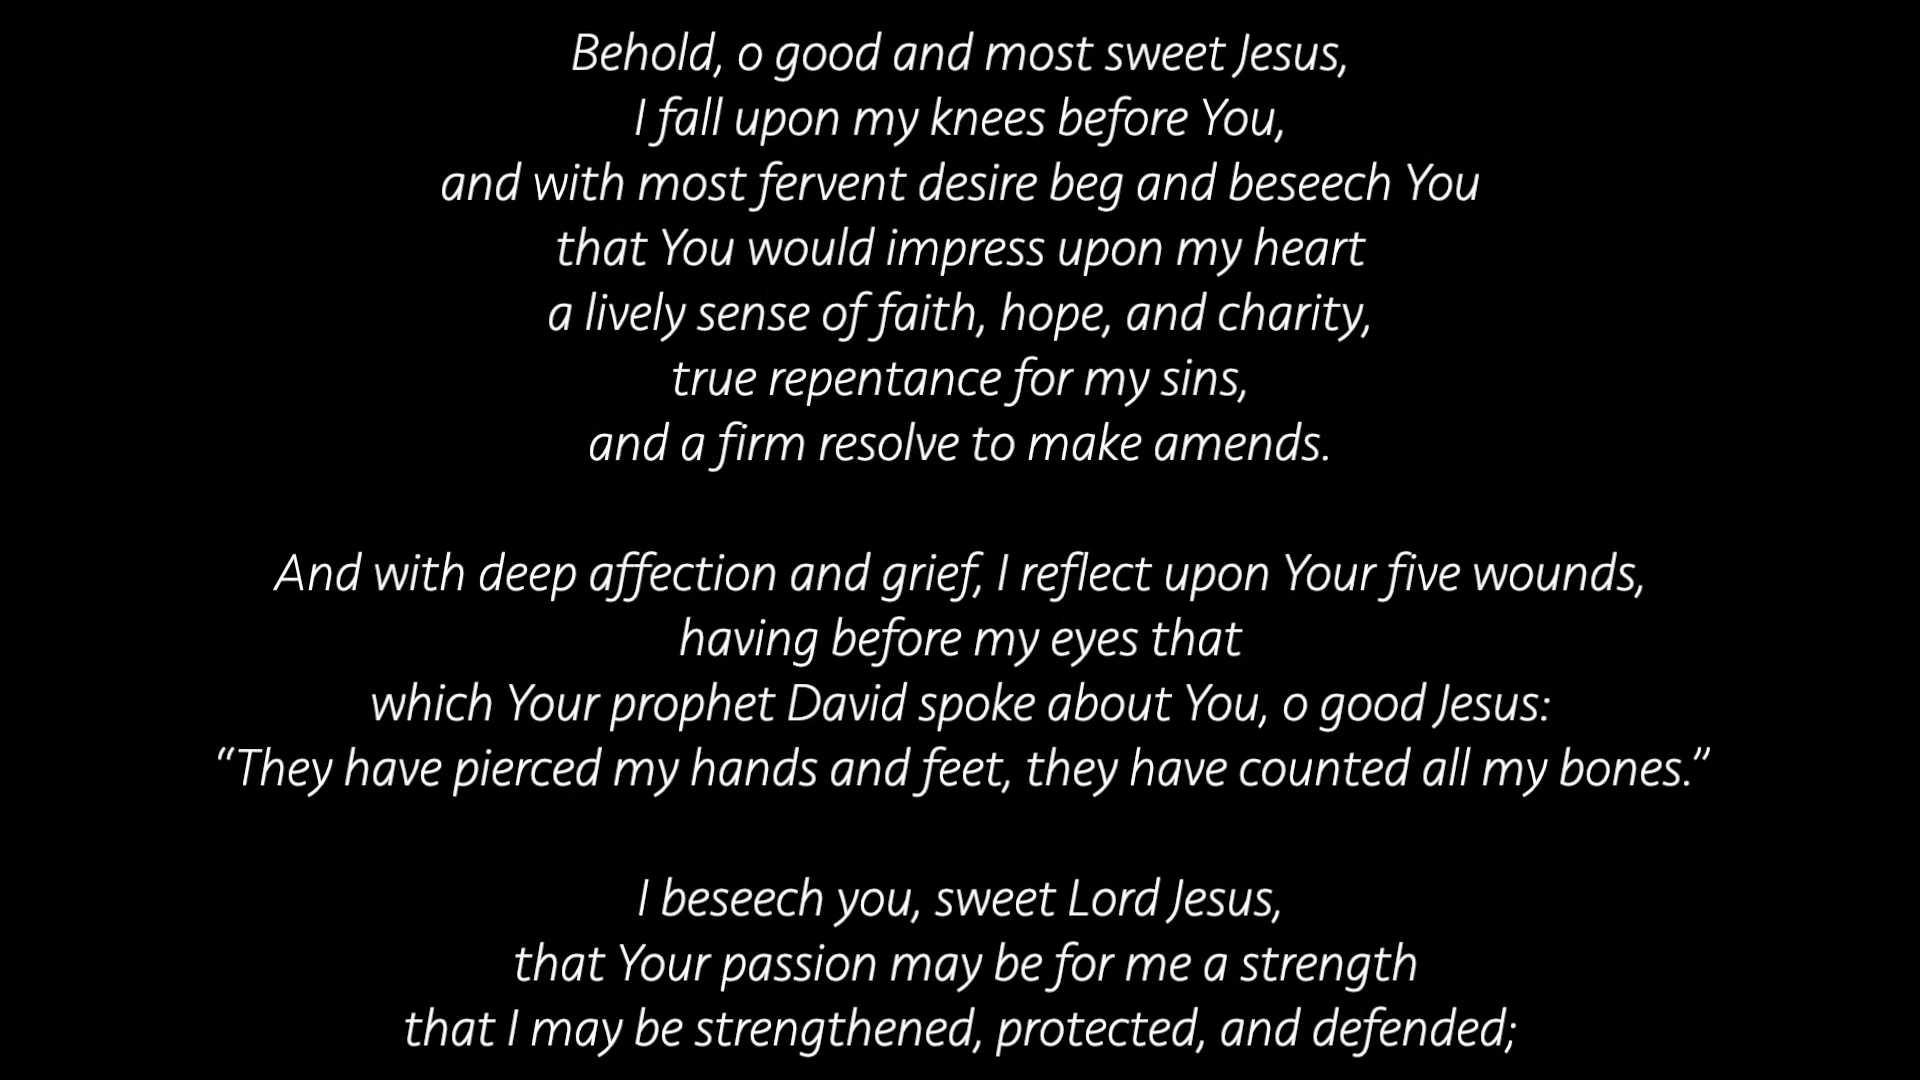 Behold, o good and most sweet Jesus,
I fall upon my knees before You,
and with most fervent desire beg and beseech You
that You would impress upon my heart
a lively sense of faith, hope, and charity,
true repentance for my sins,
and a firm resolve to make amends.
And with deep affection and grief, I reflect upon Your five wounds,
having before my eyes that
which Your prophet David spoke about You, o good Jesus:
“They have pierced my hands and feet, they have counted all my bones.”
I beseech you, sweet Lord Jesus,
that Your passion may be for me a strength
that I may be strengthened, protected, and defended;